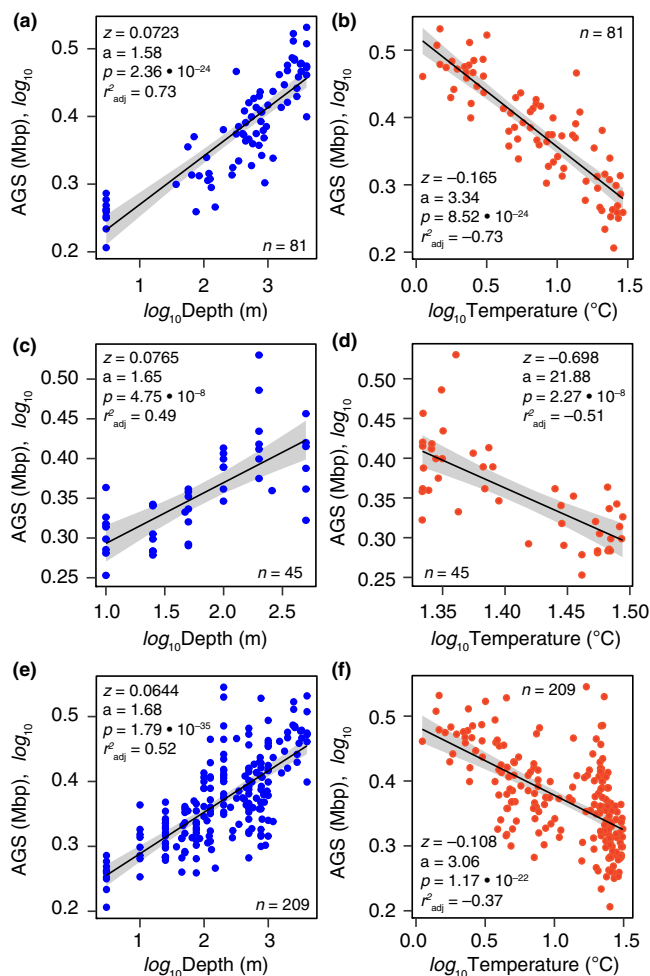 (a)
z = 0.0723
a = 1.58
p = 2.36 • 10⁻²⁴
r²adj = 0.73
n = 81
AGS (Mbp), log₁₀
0.5
0.4
0.3
0.2
1 2 3
log₁₀Depth (m)
(b)
n = 81
z = −0.165
a = 3.34
p = 8.52 • 10⁻²⁴
r²adj = −0.73
AGS (Mbp), log₁₀
0.5
0.4
0.3
0.2
0.0 0.5 1.0 1.5
log₁₀Temperature (°C)
(c)
z = 0.0765
a = 1.65
p = 4.75 • 10⁻⁸
r²adj = 0.49
n = 45
AGS (Mbp), log₁₀
0.50
0.45
0.40
0.35
0.30
0.25
1.0 1.5 2.0 2.5
log₁₀Depth (m)
(d)
z = −0.698
a = 21.88
p = 2.27 • 10⁻⁸
r²adj = −0.51
n = 45
AGS (Mbp), log₁₀
0.50
0.45
0.40
0.35
0.30
0.25
1.35 1.40 1.45 1.50
log₁₀Temperature (°C)
(e)
z = 0.0644
a = 1.68
p = 1.79 • 10⁻³⁵
r²adj = 0.52
n = 209
AGS (Mbp), log₁₀
0.5
0.4
0.3
0.2
1 2 3
log₁₀Depth (m)
(f)
n = 209
z = −0.108
a = 3.06
p = 1.17 • 10⁻²²
r²adj = −0.37
AGS (Mbp), log₁₀
0.5
0.4
0.3
0.2
0.0 0.5 1.0 1.5
log₁₀Temperature (°C)